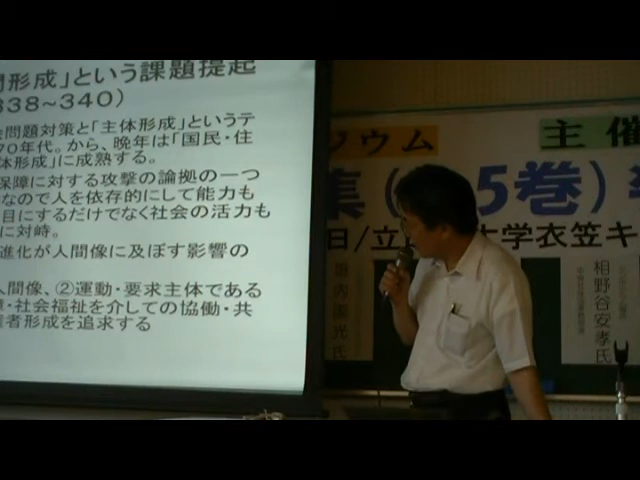 形成」という課題提起
338～340）
問題対策と「主体形成」というテ
70年代。から、晩年は「国民・住
体形成」に成熟する。
保障に対する攻撃の論拠の一つ
なので人を依存的にして能力も
目にするだけでなく社会の活力も
に対峙。
進化が人間像に及ぼす影響の
人間像、②運動・要求主体である
・社会福祉を介しての協働・共
者形成を追求する
ウム
主催
集（
5巻）
日/立
学衣笠キ
内
光氏
相野谷安孝氏